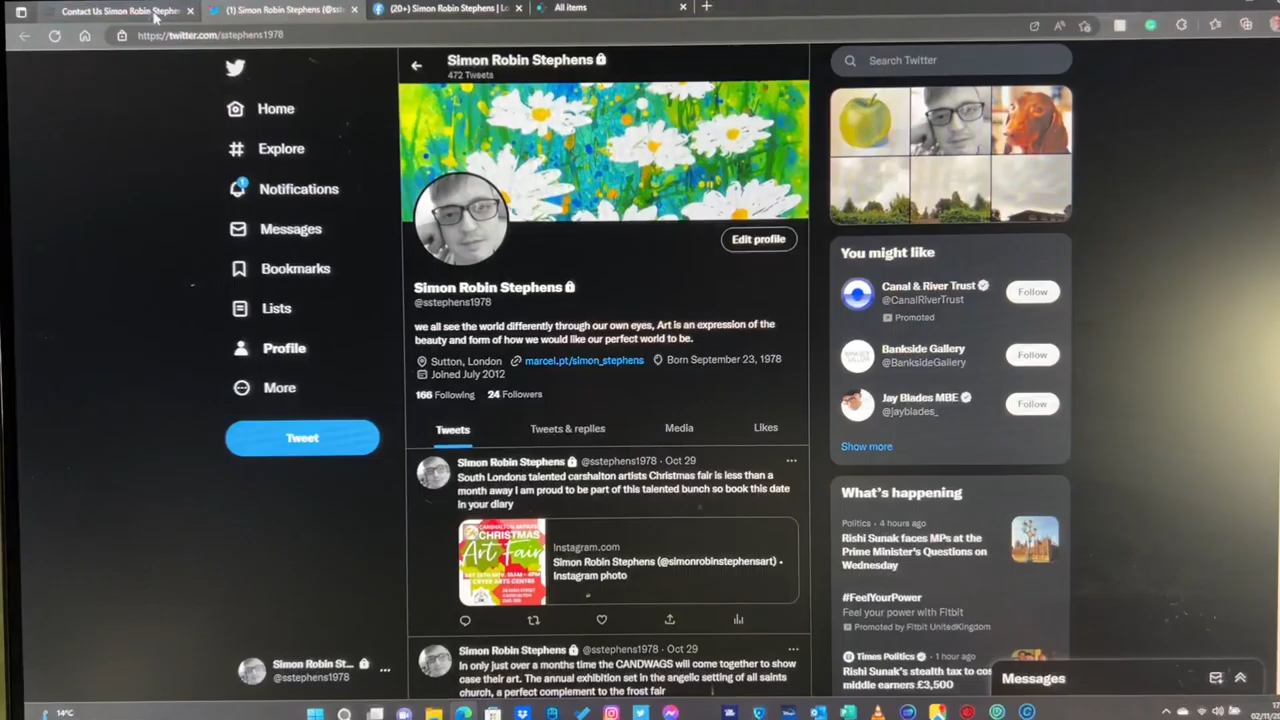 Contact Us Simon Robin Stephen
(1) Simon Robin Stephens (@sste
(20+) Simon Robin Stephens | Lo
All items
https://twitter.com/sstephens1978
Simon Robin Stephens
472 Tweets
Search Twitter
Home
Explore
1
Notifications
Messages
Bookmarks
Lists
Profile
More
Tweet
Simon Robin St...
@sstephens1978
Edit profile
Simon Robin Stephens
@sstephens1978
we all see the world differently through our own eyes, Art is an expression of the
beauty and form of how we would like our perfect world to be.
Sutton, London marcel.pt/simon_stephens Born September 23, 1978
Joined July 2012
166 Following 24 Followers
Tweets Tweets & replies Media Likes
Simon Robin Stephens @sstephens1978 · Oct 29
South Londons talented carshalton artists Christmas fair is less than a
month away I am proud to be part of this talented bunch so book this date
in your diary
CARSHALTON ARTISTS
CHRISTMAS
Art Fair
Instagram.com
Simon Robin Stephens (@simonrobinstephensart) •
Instagram photo
Simon Robin Stephens @sstephens1978 · Oct 29
In only just over a months time the CANDWAGS will come together to show
case their art. The annual exhibition set in the angelic setting of all saints
church, a perfect complement to the frost fair
You might like
Canal & River Trust
@CanalRiverTrust
Promoted
Follow
Bankside Gallery
@BanksideGallery
Follow
Jay Blades MBE
@jayblades_
Follow
Show more
What's happening
Politics · 4 hours ago
Rishi Sunak faces MPs at the
Prime Minister's Questions on
Wednesday
#FeelYourPower
Feel your power with Fitbit
Promoted by Fitbit UnitedKingdom
Times Politics · 1 hour ago
Rishi Sunak's stealth tax to cos
middle earners £3,500
Messages
14°C
02/11/2